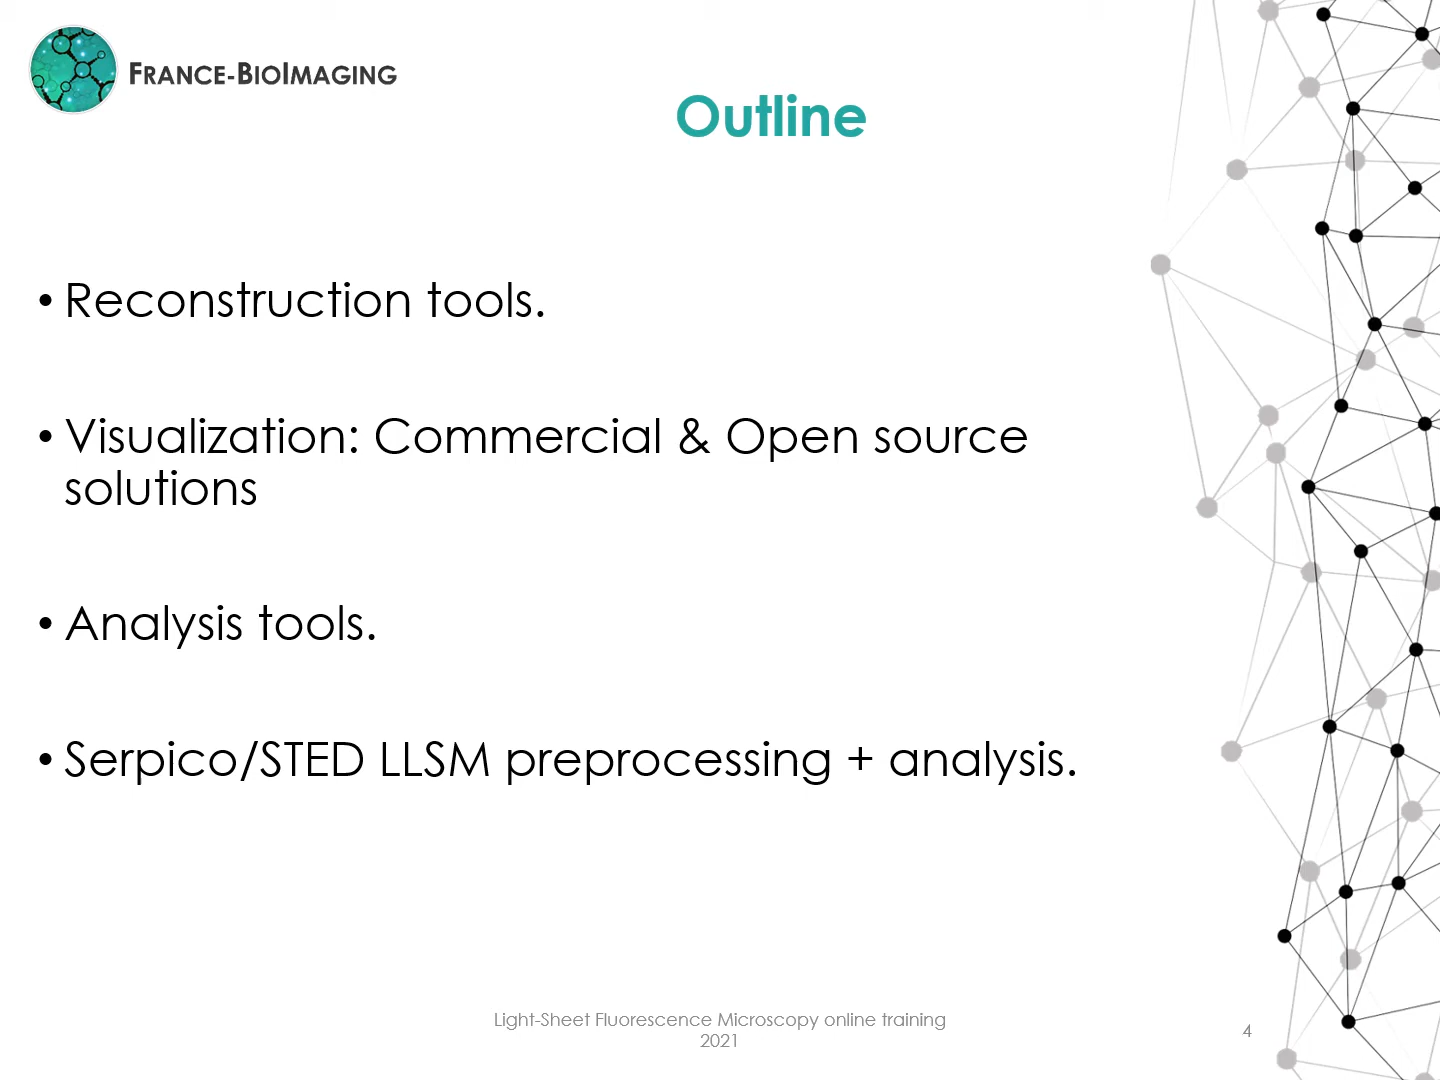 FRANCE-BIOIMAGING
Outline
• Reconstruction tools.
• Visualization: Commercial & Open source
solutions
• Analysis tools.
• Serpico/STED LLSM preprocessing + analysis.
Light-Sheet Fluorescence Microscopy online training
2021
4